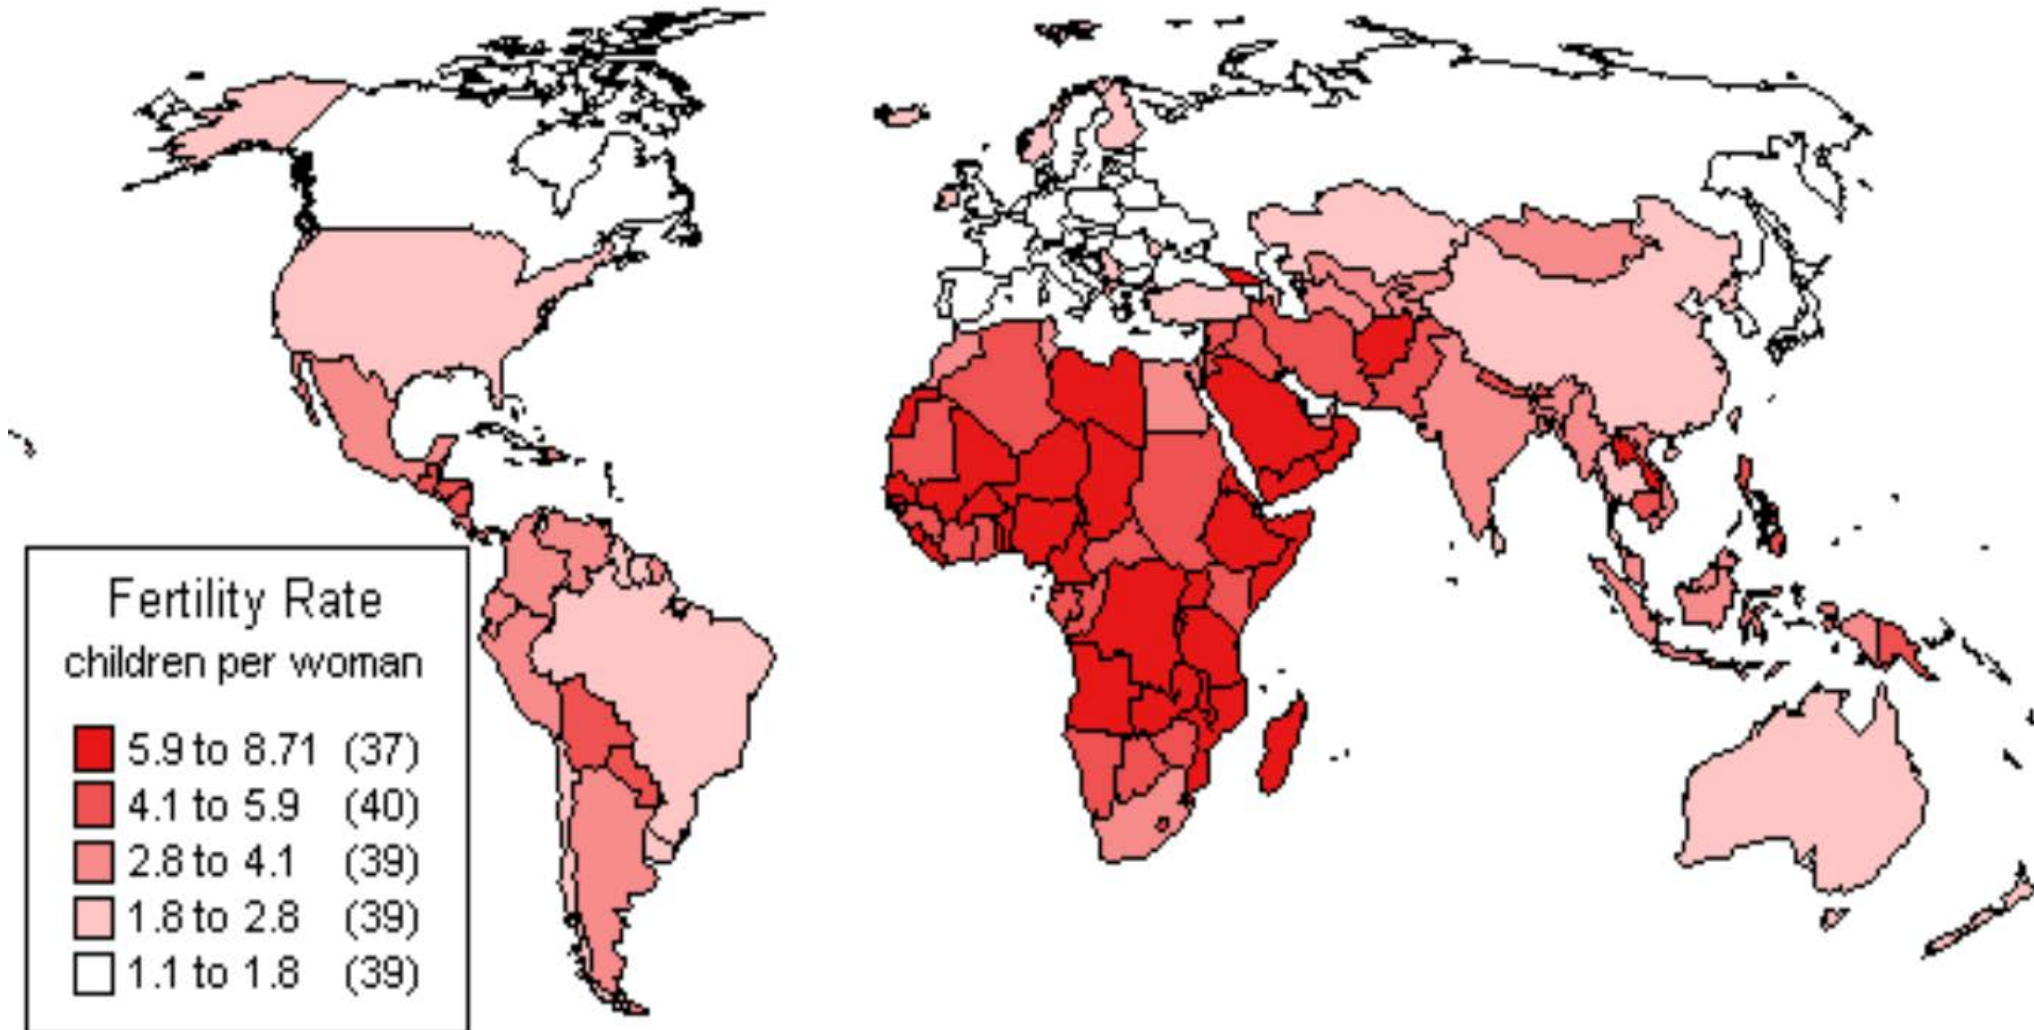 Fertility Rate
children per woman
5.9 to 8.71 (37)
4.1 to 5.9 (40)
2.8 to 4.1 (39)
1.8 to 2.8 (39)
1.1 to 1.8 (39)